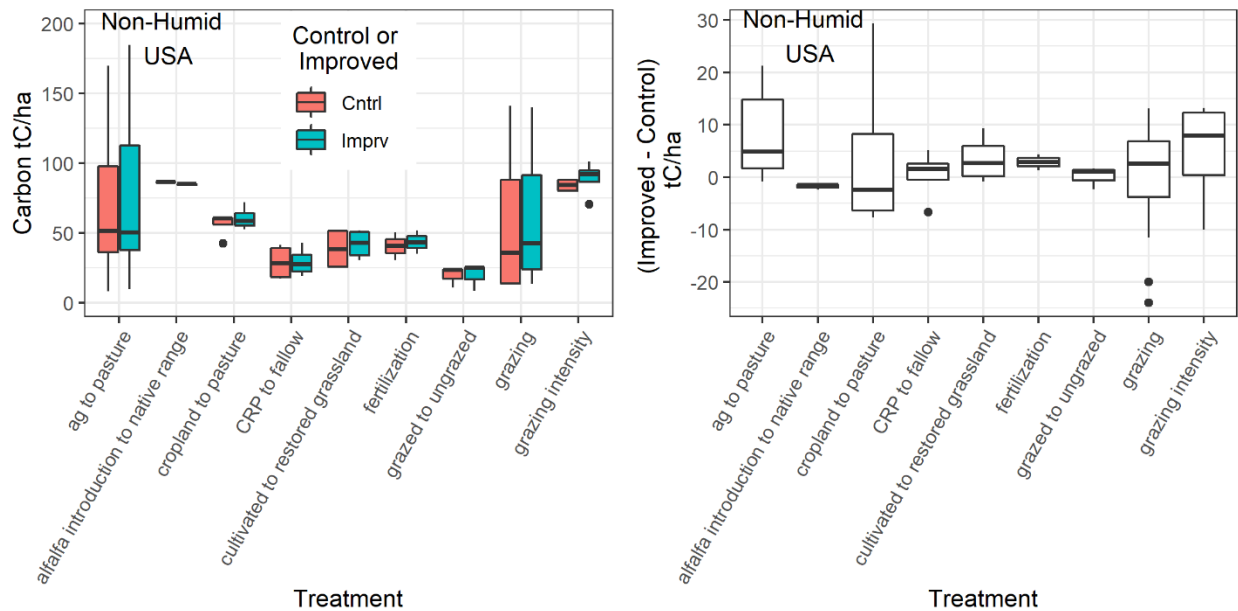 Non-Humid
USA
Control or
Improved
Cntrl
Imprv
Carbon tC/ha
200
150
100
50
0
ag to pasture
alfalfa introduction to native range
cropland to pasture
CRP to fallow
cultivated to restored grassland
fertilization
grazed to ungrazed
grazing
grazing intensity
Treatment
Non-Humid
USA
(Improved - Control)
tC/ha
30
20
10
0
-10
-20
ag to pasture
alfalfa introduction to native range
cropland to pasture
CRP to fallow
cultivated to restored grassland
fertilization
grazed to ungrazed
grazing
grazing intensity
Treatment